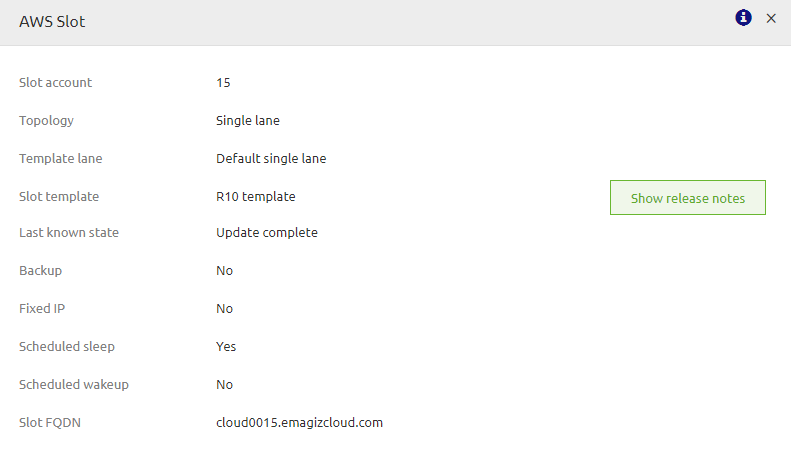 AWS Slot
Slot account 15
Topology Single lane
Template lane Default single lane
Slot template R10 template Show release notes
Last known state Update complete
Backup No
Fixed IP No
Scheduled sleep Yes
Scheduled wakeup No
Slot FQDN cloud0015.emagizcloud.com